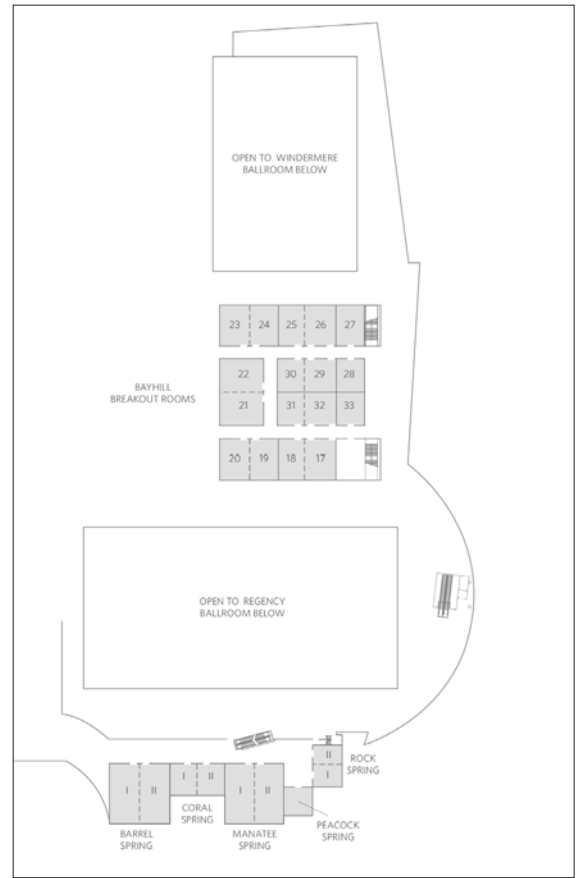 OPEN TO WINDERMERE
BALLROOM BELOW
23 24 25 26 27
22 30 29 28
BAYHILL
BREAKOUT ROOMS
21 31 32 33
20 19 18 17
OPEN TO REGENCY
BALLROOM BELOW
II
I
ROCK
SPRING
I II
I II
I II
CORAL
SPRING
BARREL
SPRING
MANATEE
SPRING
PEACOCK
SPRING